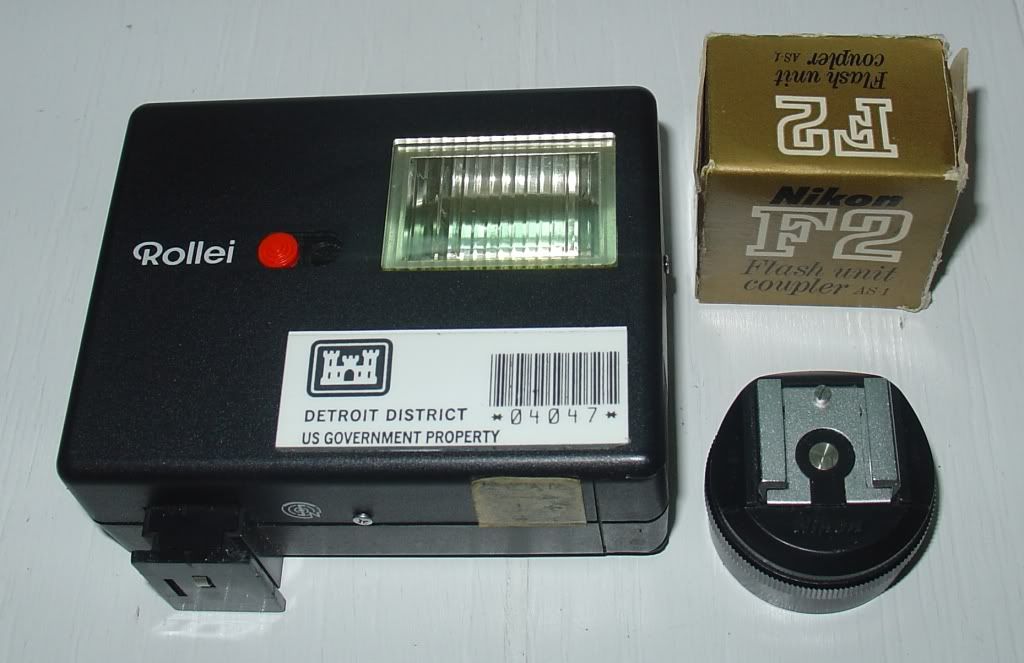 Rollei
DETROIT DISTRICT
*04047*
US GOVERNMENT PROPERTY
Flash unit
coupler AS-1
F2
Nikon
F2
Flash unit
coupler AS-1
Nikon